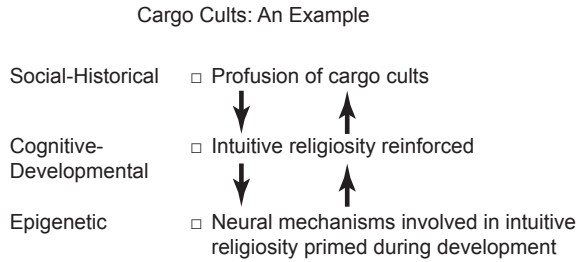 Cargo Cults: An Example
Social-Historical □ Profusion of cargo cults
Cognitive- □ Intuitive religiosity reinforced
Developmental
Epigenetic □ Neural mechanisms involved in intuitive
religiosity primed during development